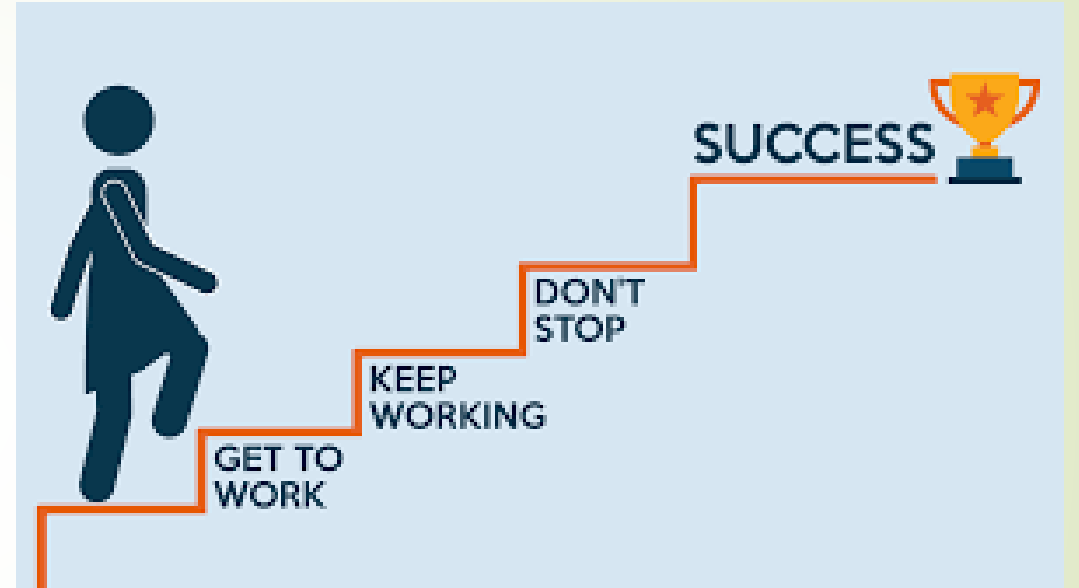 SUCCESS
DON'T
STOP
KEEP
WORKING
GET TO
WORK